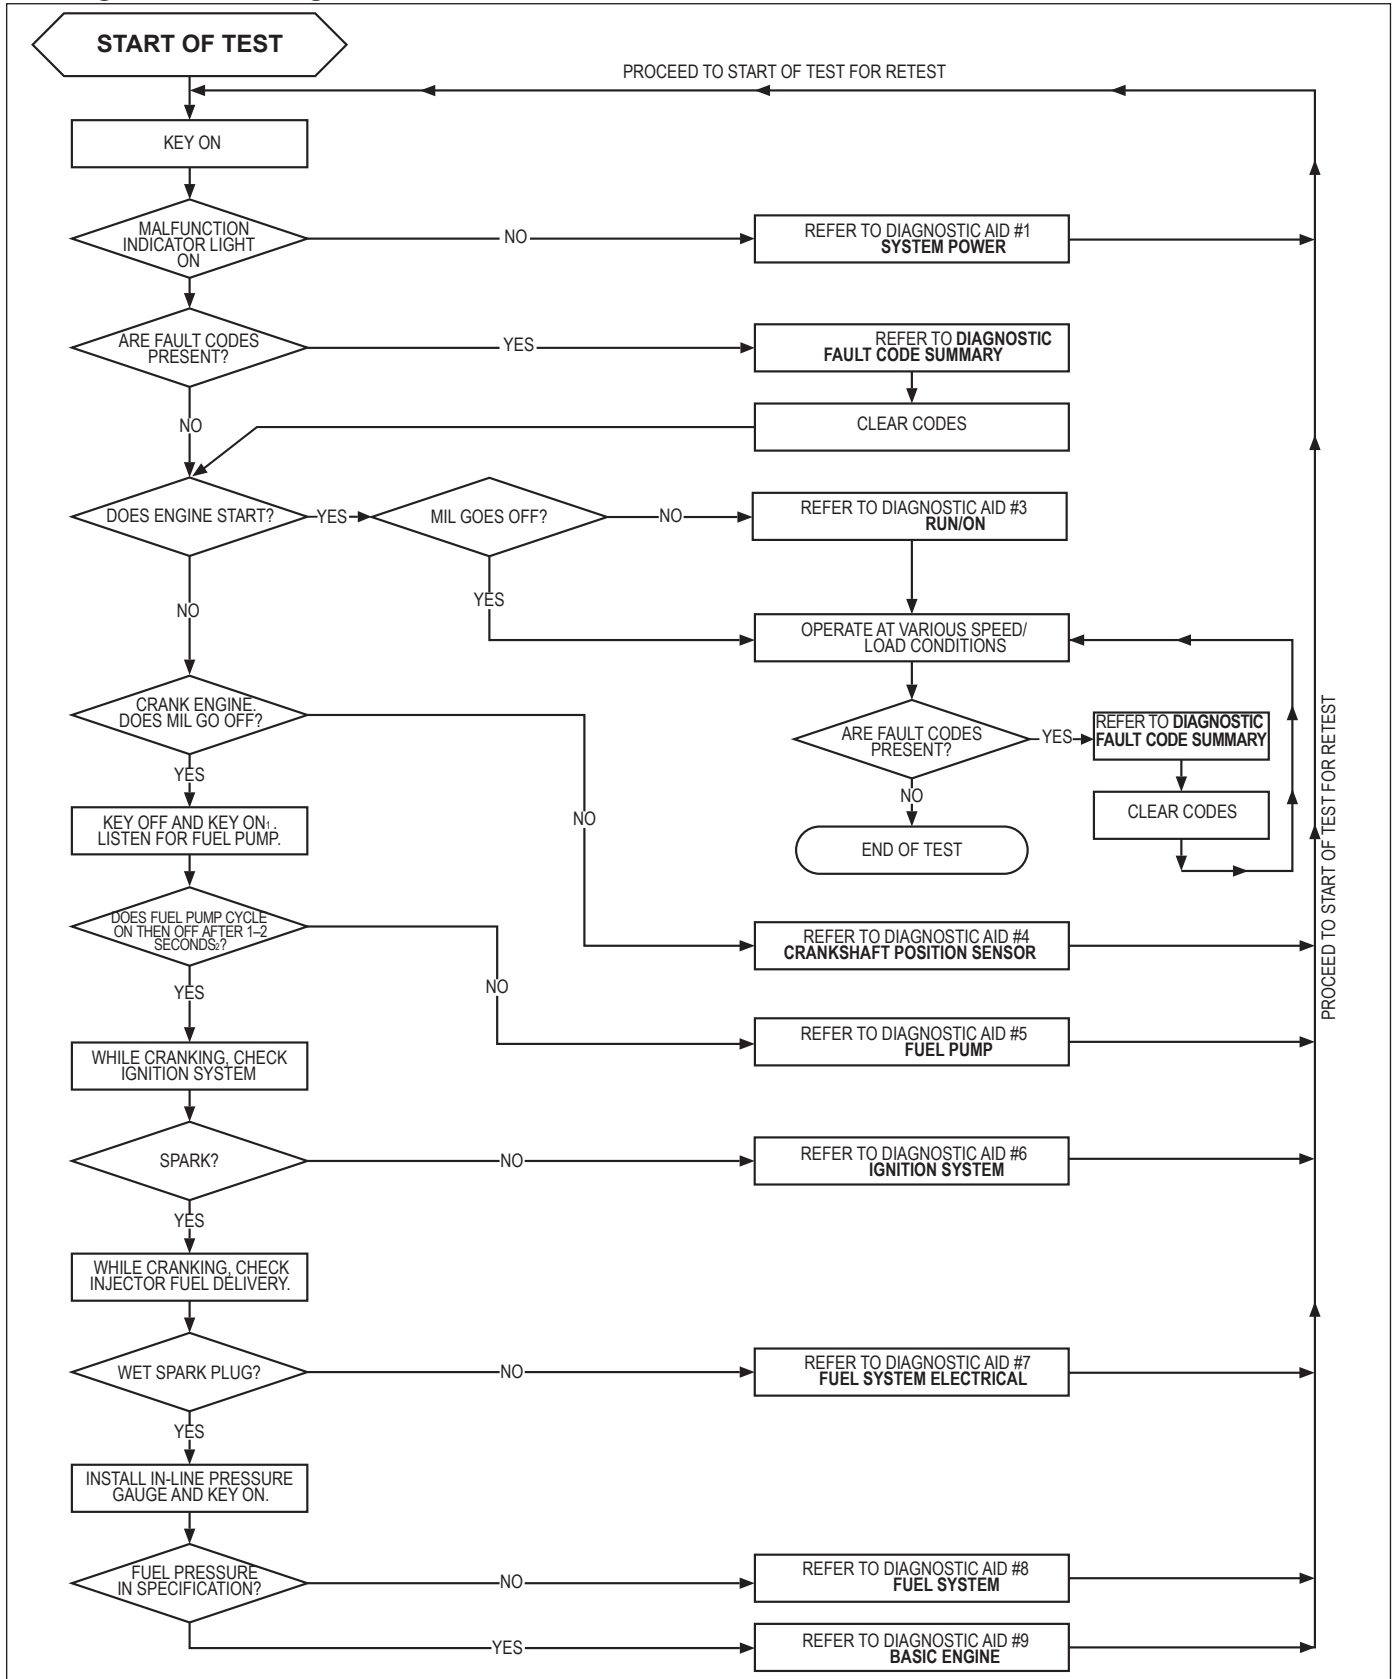 START OF TEST
PROCEED TO START OF TEST FOR RETEST
KEY ON
MALFUNCTION
INDICATOR LIGHT
ON
NO
REFER TO DIAGNOSTIC AID #1
SYSTEM POWER
ARE FAULT CODES
PRESENT?
YES
REFER TO DIAGNOSTIC
FAULT CODE SUMMARY
CLEAR CODES
NO
DOES ENGINE START?
YES
MIL GOES OFF?
NO
REFER TO DIAGNOSTIC AID #3
RUN/ON
YES
NO
OPERATE AT VARIOUS SPEED/
LOAD CONDITIONS
CRANK ENGINE.
DOES MIL GO OFF?
ARE FAULT CODES
PRESENT?
YES
REFER TO DIAGNOSTIC
FAULT CODE SUMMARY
YES
NO
CLEAR CODES
KEY OFF AND KEY ON1.
LISTEN FOR FUEL PUMP.
NO
END OF TEST
PROCEED TO START OF TEST FOR RETEST
DOES FUEL PUMP CYCLE
ON THEN OFF AFTER 1–2
SECONDS2?
REFER TO DIAGNOSTIC AID #4
CRANKSHAFT POSITION SENSOR
YES
NO
WHILE CRANKING, CHECK
IGNITION SYSTEM
REFER TO DIAGNOSTIC AID #5
FUEL PUMP
SPARK?
NO
REFER TO DIAGNOSTIC AID #6
IGNITION SYSTEM
YES
WHILE CRANKING, CHECK
INJECTOR FUEL DELIVERY.
WET SPARK PLUG?
NO
REFER TO DIAGNOSTIC AID #7
FUEL SYSTEM ELECTRICAL
YES
INSTALL IN-LINE PRESSURE
GAUGE AND KEY ON.
FUEL PRESSURE
IN SPECIFICATION?
NO
REFER TO DIAGNOSTIC AID #8
FUEL SYSTEM
YES
REFER TO DIAGNOSTIC AID #9
BASIC ENGINE